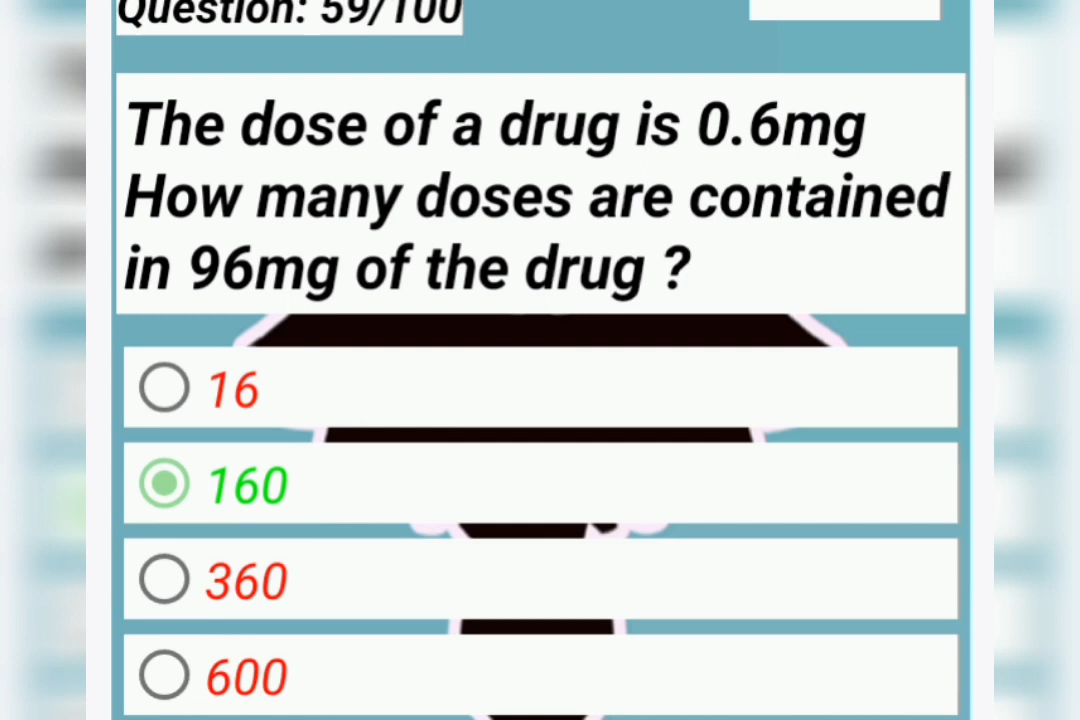 Question: 59/100
The dose of a drug is 0.6mg
How many doses are contained
in 96mg of the drug ?
16
160
360
600